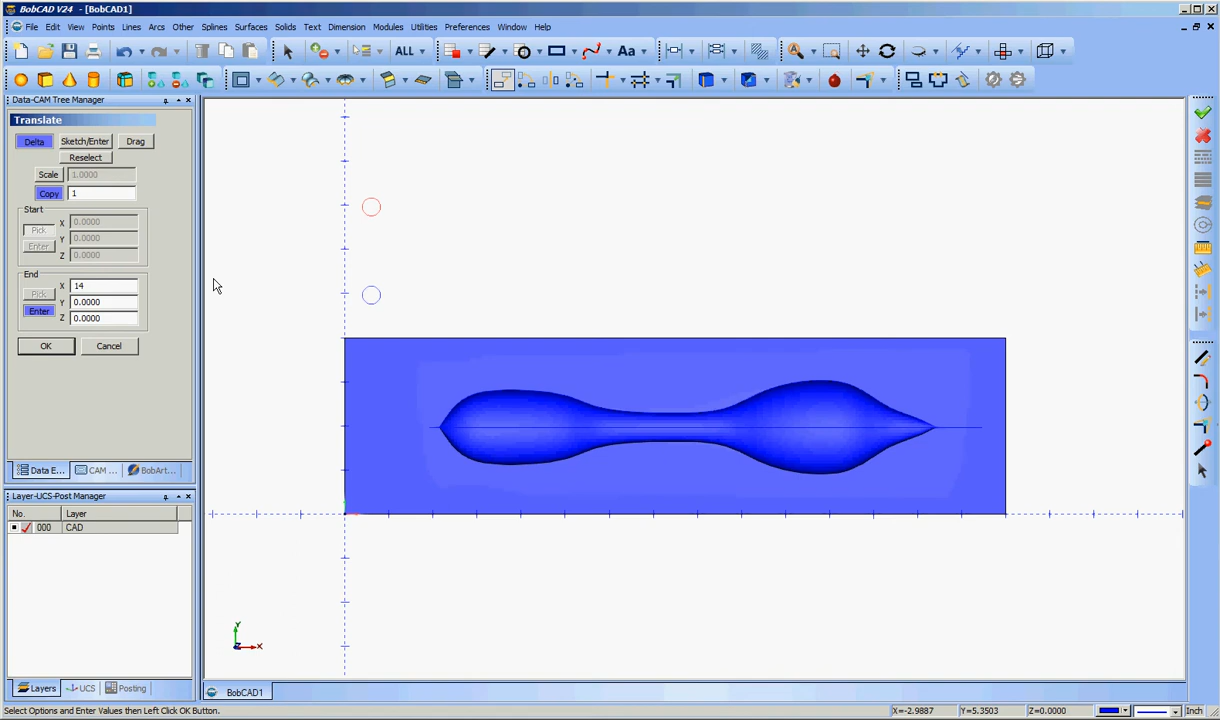 BobCAD V24 - [BobCAD1]
File Edit View Points Lines Arcs Other Splines Surfaces Solids Text Dimension Modules Utilities Preferences Window Help
ALL Aa
Data-CAM Tree Manager
Translate
Delta Sketch/Enter Drag
Reselect
Scale 1.0000
Copy 1
Start
Pick X 0.0000
Y 0.0000
Enter
Z 0.0000
End
X 14
Pick
Y 0.0000
Enter
Z 0.0000
OK Cancel
Data E... CAM ... BobArt...
Layer-UCS-Post Manager
No. Layer
000 CAD
Y
Z X
Layers UCS Posting
BobCAD1
Select Options and Enter Values then Left Click OK Button.
X=-2.9887 Y=5.3503 Z=0.0000 Inch